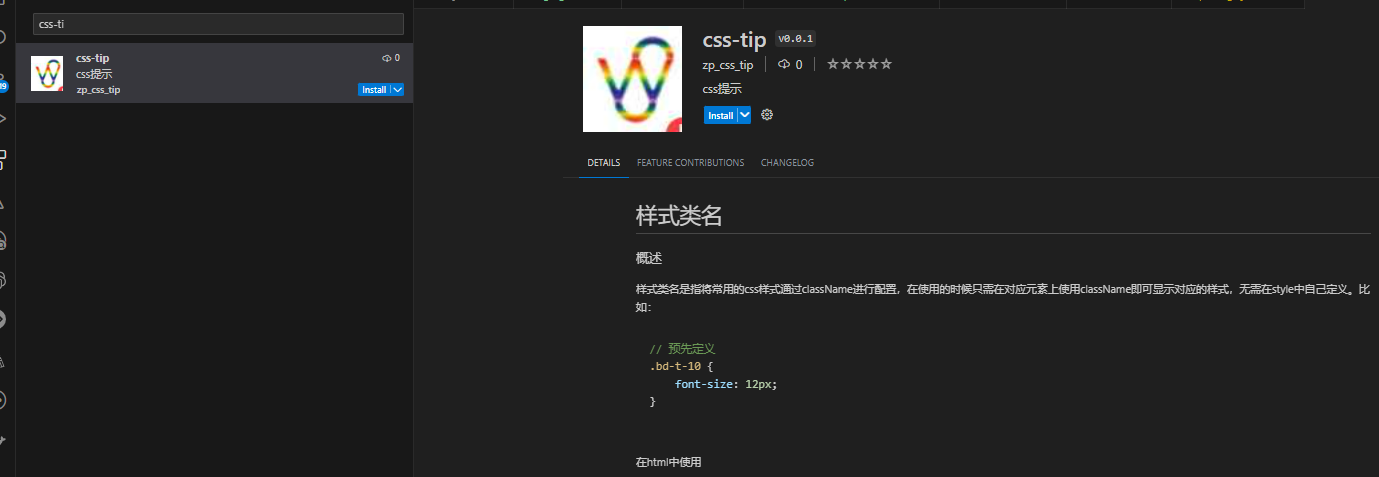 css-ti
css-tip
0
css提示
zp_css_tip
Install
css-tip v0.0.1
zp_css_tip 0
css提示
Install
DETAILS FEATURE CONTRIBUTIONS CHANGELOG
样式类名
概述
样式类名是指将常用的css样式通过className进行配置，在使用的时候只需在对应元素上使用className即可显示对应的样式，无需在style中自己定义。比
如：
// 预先定义
.bd-t-10 {
font-size: 12px;
}
在html中使用